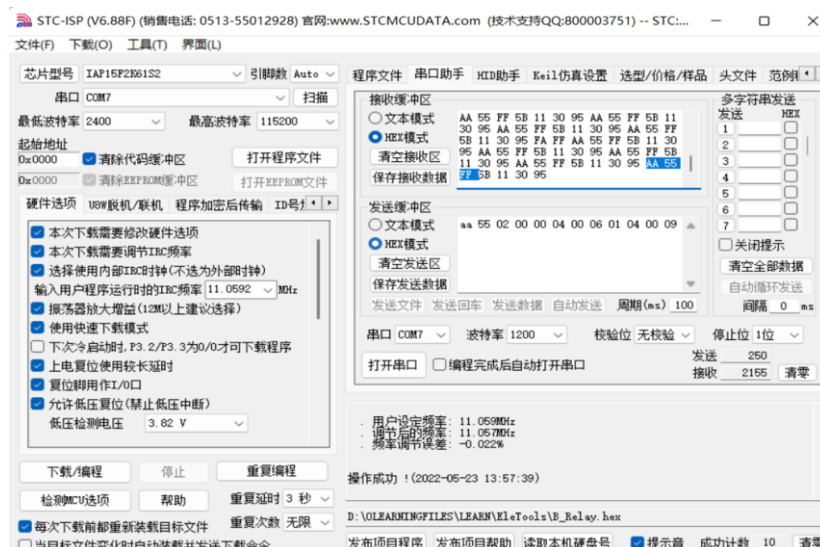 STC-ISP (V6.88F) (销售电话: 0513-55012928) 官网:www.STCMCUDATA.com (技术支持QQ:800003751) -- STC:...
文件(F) 下载(O) 工具(T) 界面(L)
芯片型号 IAP15F2K61S2 引脚数 Auto
串口 COM7 扫描
最低波特率 2400 最高波特率 115200
起始地址
0x0000 清除代码缓冲区 打开程序文件
0x0000 清除EEPROM缓冲区 打开EEPROM文件
硬件选项 U8W脱机/联机 程序加密后传输
本次下载需要修改硬件选项
本次下载需要调节IRC频率
选择使用内部IRC时钟(不选为外部时钟)
输入用户程序运行时的IRC频率 11.0592 MHz
振荡器放大增益(12M以上建议选择)
使用快速下载模式
下次冷启动时,P3.2/P3.3为0/0才可下载程序
上电复位使用较长延时
复位脚用作I/O口
允许低压复位(禁止低压中断)
低压检测电压 3.82 V
下载/编程 停止 重复编程
检测MCU选项 帮助 重复延时 3 秒
每次下载前都重新装载目标文件 重复次数 无限
当目标文件变化时自动装载并发送下载命令
程序文件 串口助手 HID助手 Keil仿真设置 选型/价格/样品 头文件 范例
接收缓冲区
文本模式
HEX模式
清空接收区
保存接收数据
AA 55 FF 5B 11 30 95 AA 55 FF 5B 11
30 95 AA 55 FF 5B 11 30 95 AA 55 FF
5B 11 30 95 FA FF AA 55 FF 5B 11 30
95 AA 55 FF 5B 11 30 95 AA 55 FF 5B
11 30 95 AA 55 FF 5B 11 30 95 AA 55
FF 5B 11 30 95
多字符串发送
发送 HEX
1
2
3
4
5
6
7
关闭提示
清空全部数据
自动循环发送
间隔 0 ms
发送缓冲区
文本模式
HEX模式
清空发送区
保存发送数据
aa 55 02 00 00 04 00 06 01 04 00 09
发送文件 发送回车 发送数据 自动发送 周期(ms) 100
串口 COM7 波特率 1200 校验位 无校验 停止位 1位
打开串口 编程完成后自动打开串口
发送 250
接收 2155 清零
. 用户设定频率: 11.059MHz
. 调节后的频率: 11.057MHz
. 频率调节误差: -0.022%
操作成功 !(2022-05-23 13:57:39)
D:\OLEARNINGFILES\LEARN\EleTools\B_Relay.hex
发布项目程序 发布项目帮助 读取本机硬盘号 提示音 成功计数 10